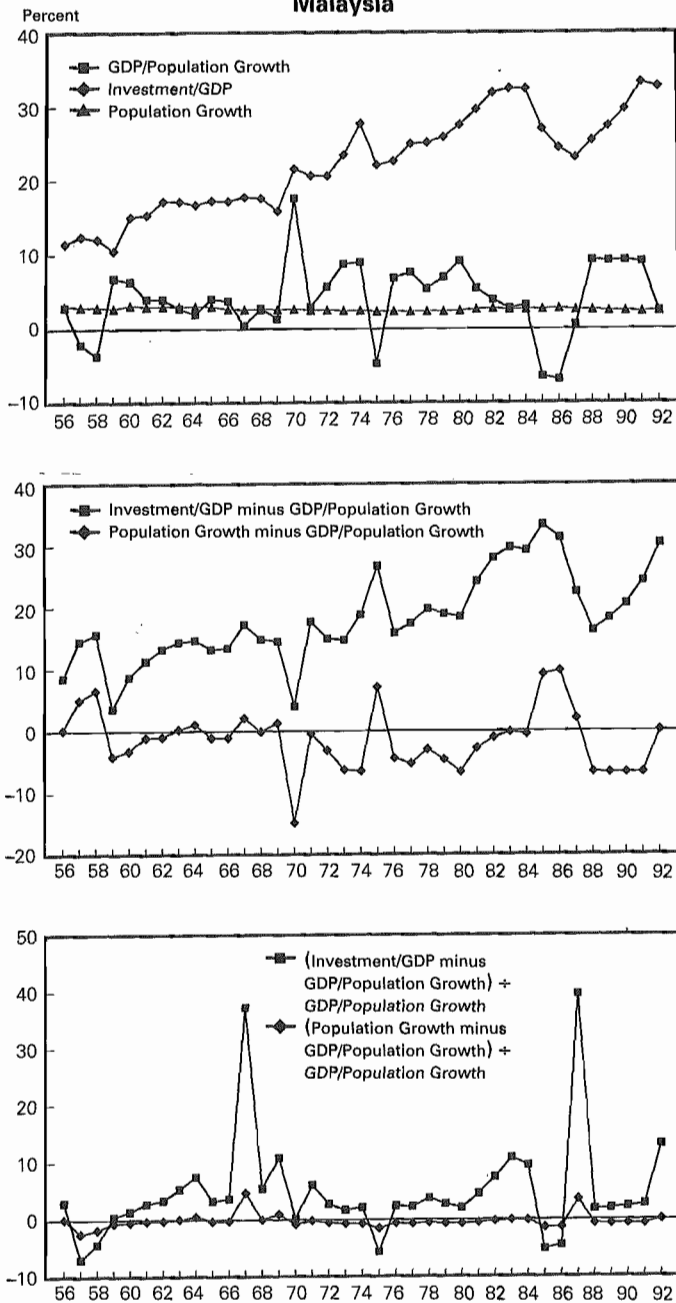 Malaysia
Percent
40
GDP/Population Growth
Investment/GDP
30
Population Growth
20
10
0
-10
56 58 60 62 64 66 68 70 72 74 76 78 80 82 84 86 88 90 92
40
Investment/GDP minus GDP/Population Growth
Population Growth minus GDP/Population Growth
30
20
10
0
-10
-20
56 58 60 62 64 66 68 70 72 74 76 78 80 82 84 86 88 90 92
50
(Investment/GDP minus
GDP/Population Growth) ÷
40
GDP/Population Growth
(Population Growth minus
GDP/Population Growth) ÷
30
GDP/Population Growth
20
10
0
-10
56 58 60 62 64 66 68 70 72 74 76 78 80 82 84 86 88 90 92